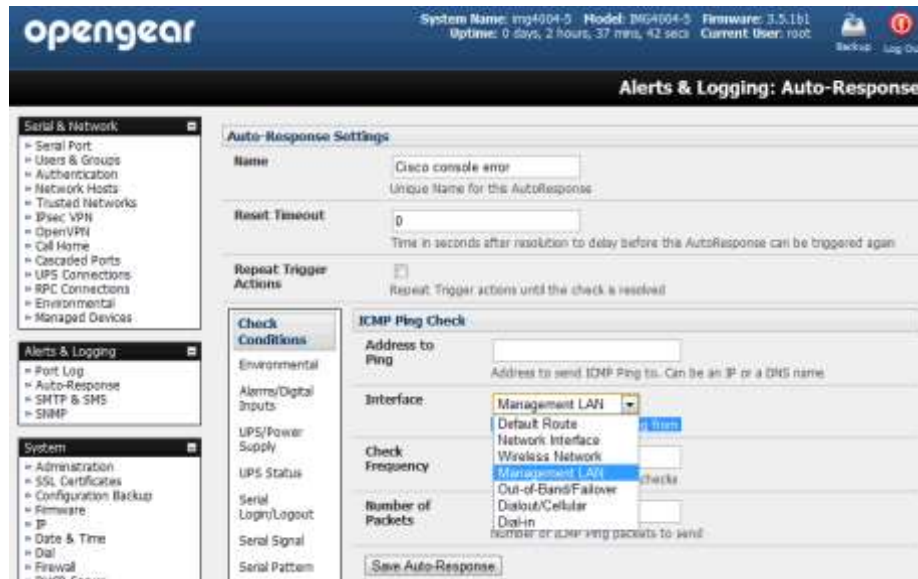 opengear
System Name: img4004-5 Model: IMG4004-5 Firmware: 3.5.1b1
Uptime: 0 days, 2 hours, 37 mins, 42 secs Current User: root
Backup
Log Ou
Alerts & Logging: Auto-Response
Serial & Network
Serial Port
Users & Groups
Authentication
Network Hosts
Trusted Networks
IPsec VPN
OpenVPN
Call Home
Cascaded Ports
UPS Connections
RPC Connections
Environmental
Managed Devices
Alerts & Logging
Port Log
Auto-Response
SMTP & SMS
SNMP
System
Administration
SSL Certificates
Configuration Backup
Firmware
IP
Date & Time
Dial
Firewall
DHCP Server
Auto-Response Settings
Name
Cisco console error
Unique Name for this AutoResponse
Reset Timeout
0
Time in seconds after resolution to delay before this AutoResponse can be triggered again
Repeat Trigger Actions
Repeat Trigger actions until the check is resolved
Check Conditions
Environmental
Alarms/Digital Inputs
UPS/Power Supply
UPS Status
Serial Login/Logout
Serial Signal
Serial Pattern
ICMP Ping Check
Address to Ping
Address to send ICMP Ping to. Can be an IP or a DNS name
Interface
Management LAN
Default Route
Network Interface
Wireless Network
Management LAN
Out-of-Band/Failover
Dialout/Cellular
Dial-in
from
Check Frequency
checks
Number of Packets
Number of ICMP Ping packets to send
Save Auto-Response